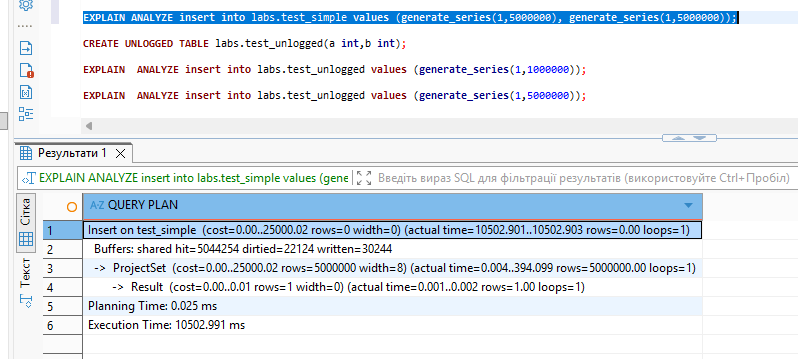 EXPLAIN ANALYZE insert into labs.test_simple values (generate_series(1,5000000), generate_series(1,5000000));
CREATE UNLOGGED TABLE labs.test_unlogged(a int,b int);
EXPLAIN  ANALYZE insert into labs.test_unlogged values (generate_series(1,1000000));
EXPLAIN  ANALYZE insert into labs.test_unlogged values (generate_series(1,5000000));
Результати 1
EXPLAIN ANALYZE insert into labs.test_simple values (gene
Введіть вираз SQL для фільтрації результатів (використовуйте Ctrl+Пробіл)
Сітка
Текст
A-Z QUERY PLAN
1 Insert on test_simple  (cost=0.00..25000.02 rows=0 width=0) (actual time=10502.901..10502.903 rows=0.00 loops=1)
2 Buffers: shared hit=5044254 dirtied=22124 written=30244
3 ->  ProjectSet  (cost=0.00..25000.02 rows=5000000 width=8) (actual time=0.004..394.099 rows=5000000.00 loops=1)
4 ->  Result  (cost=0.00..0.01 rows=1 width=0) (actual time=0.001..0.002 rows=1.00 loops=1)
5 Planning Time: 0.025 ms
6 Execution Time: 10502.991 ms